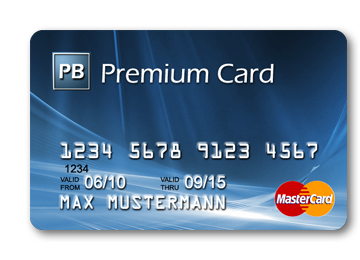 PB Premium Card
1234 5678 9123 4567
1234
VALID FROM 06/10 VALID THRU 09/15
MAX MUSTERMANN
MasterCard